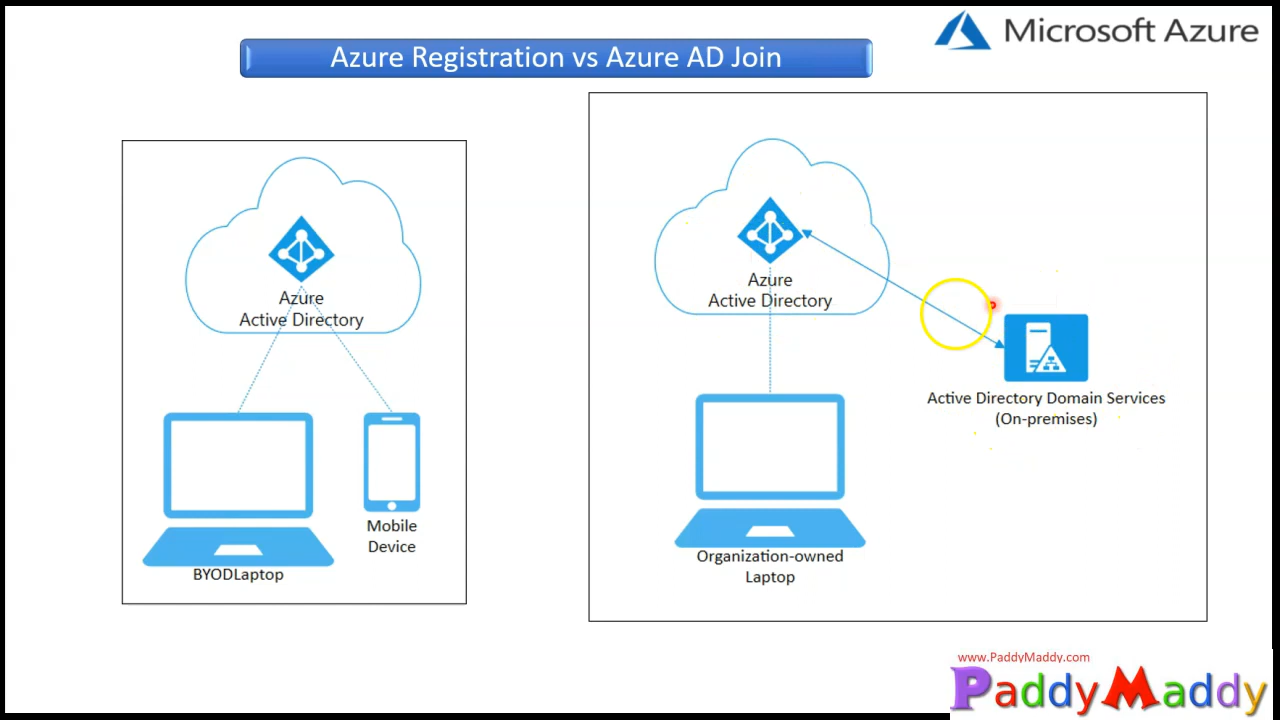 Microsoft Azure
Azure Registration vs Azure AD Join
Azure
Active Directory
BYODLaptop
Mobile
Device
Azure
Active Directory
Active Directory Domain Services
(On-premises)
Organization-owned
Laptop
www.PaddyMaddy.com
PaddyMaddy